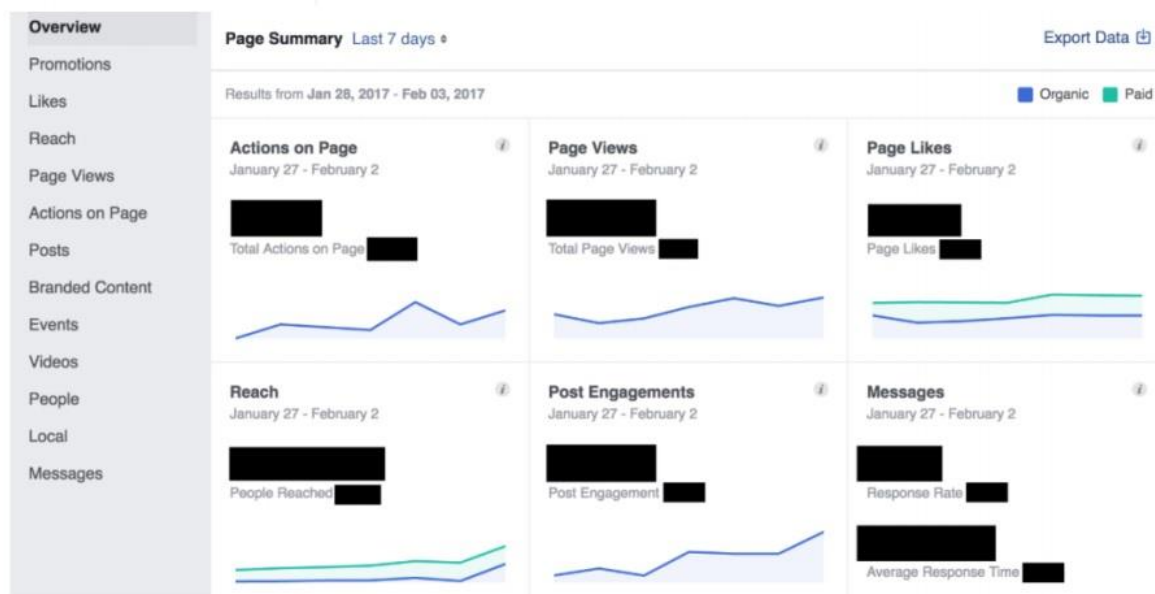 Overview
Promotions
Likes
Reach
Page Views
Actions on Page
Posts
Branded Content
Events
Videos
People
Local
Messages
Page Summary Last 7 days
Export Data
Results from Jan 28, 2017 - Feb 03, 2017
Organic Paid
Actions on Page
January 27 - February 2
Total Actions on Page
Page Views
January 27 - February 2
Total Page Views
Page Likes
January 27 - February 2
Page Likes
Reach
January 27 - February 2
People Reached
Post Engagements
January 27 - February 2
Post Engagement
Messages
January 27 - February 2
Response Rate
Average Response Time